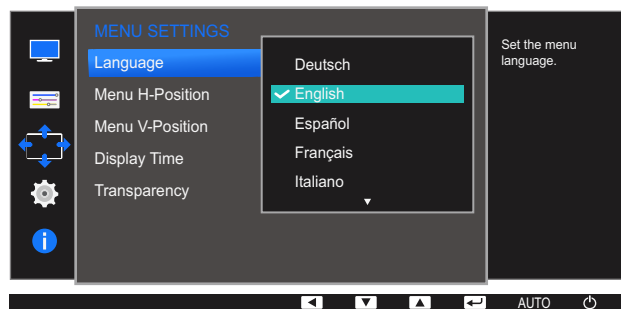 MENU SETTINGS
Language
Menu H-Position
Menu V-Position
Display Time
Transparency
Deutsch
English
Español
Français
Italiano
Set the menu
language.
AUTO